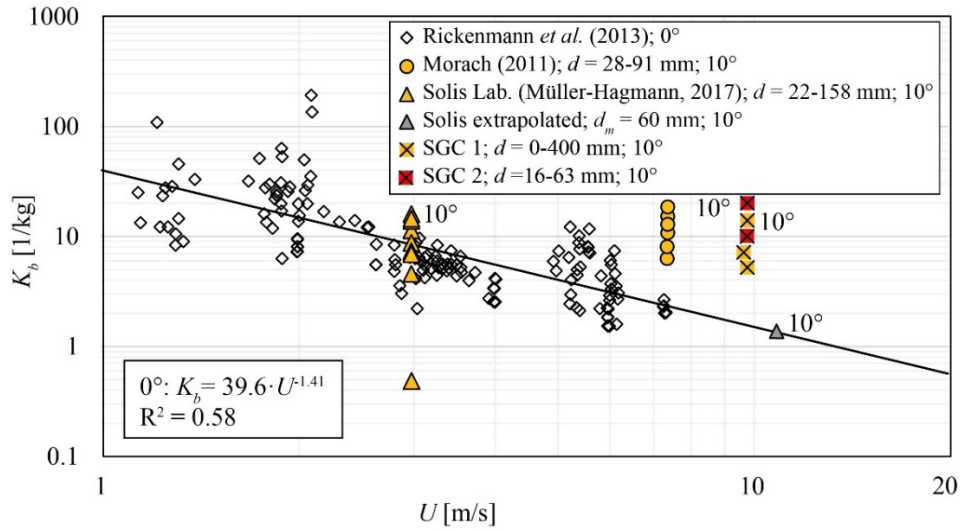 1000
100
10
1
0.1
K_b [1/kg]
Rickenmann et al. (2013); 0°
Morach (2011); d = 28-91 mm; 10°
Solis Lab. (Müller-Hagmann, 2017); d = 22-158 mm; 10°
Solis extrapolated; d_m = 60 mm; 10°
SGC 1; d = 0-400 mm; 10°
SGC 2; d =16-63 mm; 10°
10°
10°
10°
10°
0°: K_b= 39.6· U^-1.41
R² = 0.58
1
10
20
U [m/s]